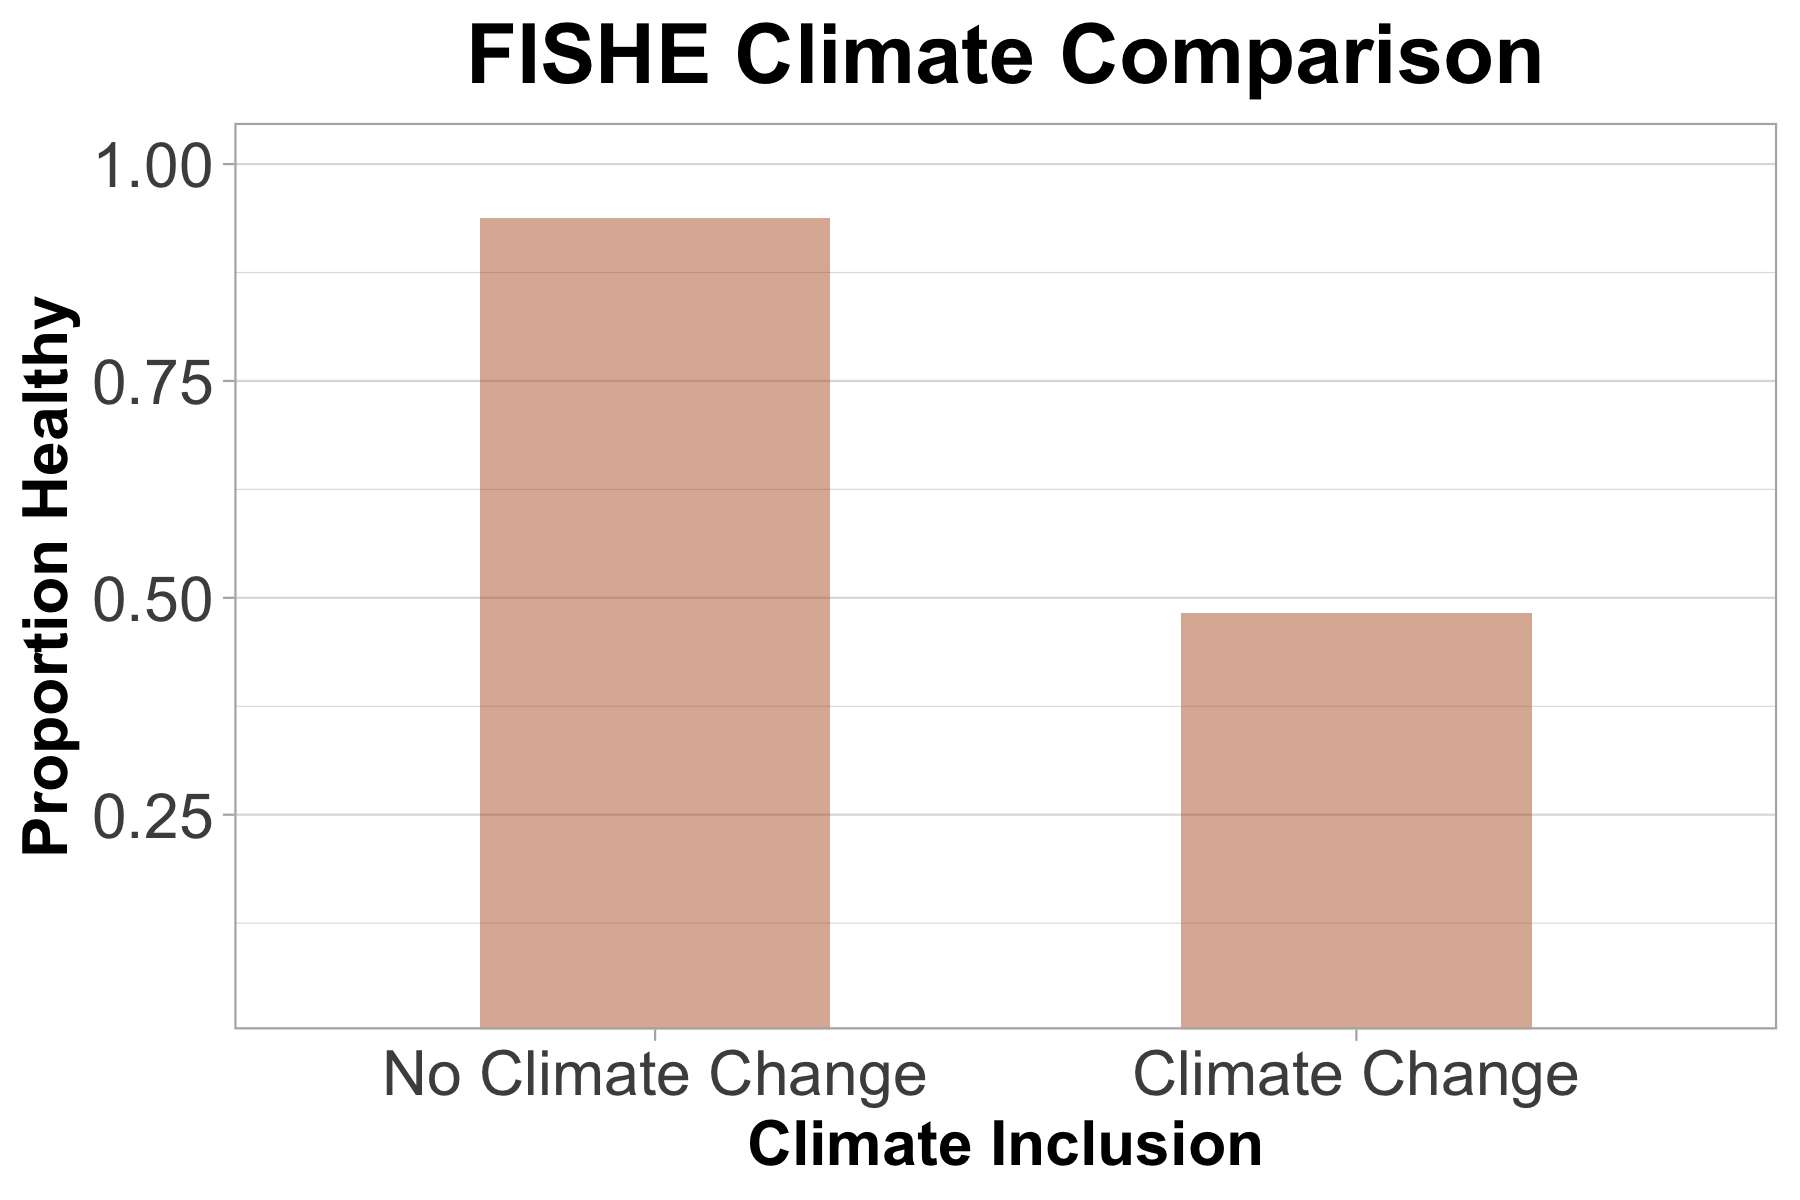 FISHE Climate Comparison
Proportion Healthy
1.00
0.75
0.50
0.25
No Climate Change
Climate Change
Climate Inclusion